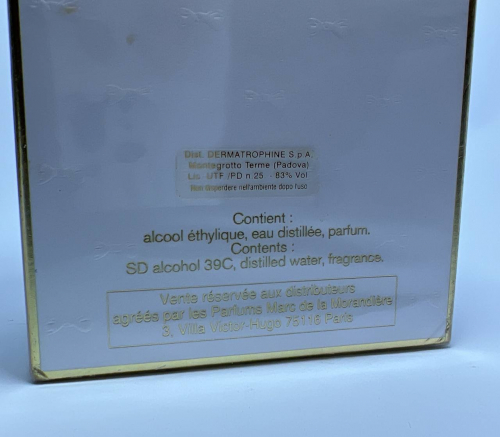 Dist. DERMATROPHINE S.p.A.
Montegrotto Terme (Padova)
Lic. UTF /PD n 25 - 83% Vol
Non disperdere nell'ambiente dopo l'uso
Contient :
alcool éthylique, eau distillée, parfum.
Contents :
SD alcohol 39C, distilled water, fragrance.
Vente réservée aux distributeurs
agréés par les Parfums Marc de la Morandière
3, Villa Victor-Hugo 75116 Paris